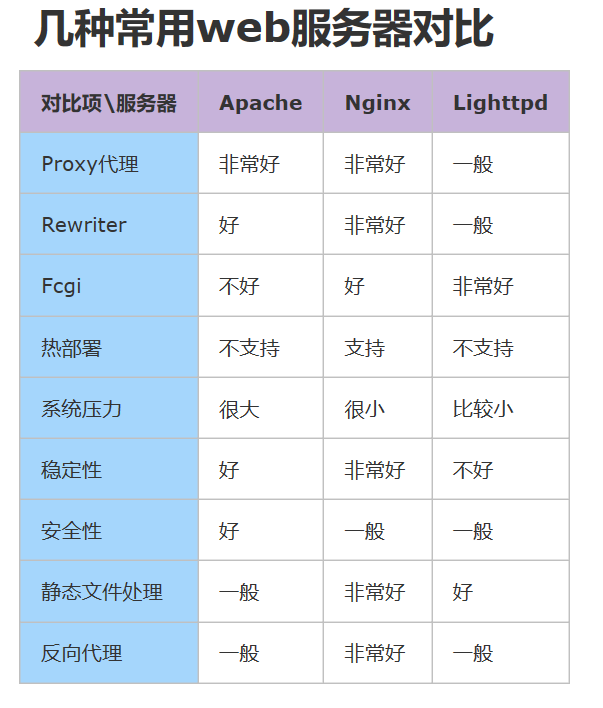 几种常用web服务器对比
对比项\服务器 Apache Nginx Lighttpd
Proxy代理 非常好 非常好 一般
Rewriter 好 非常好 一般
Fcgi 不好 好 非常好
热部署 不支持 支持 不支持
系统压力 很大 很小 比较小
稳定性 好 非常好 不好
安全性 好 一般 一般
静态文件处理 一般 非常好 好
反向代理 一般 非常好 一般